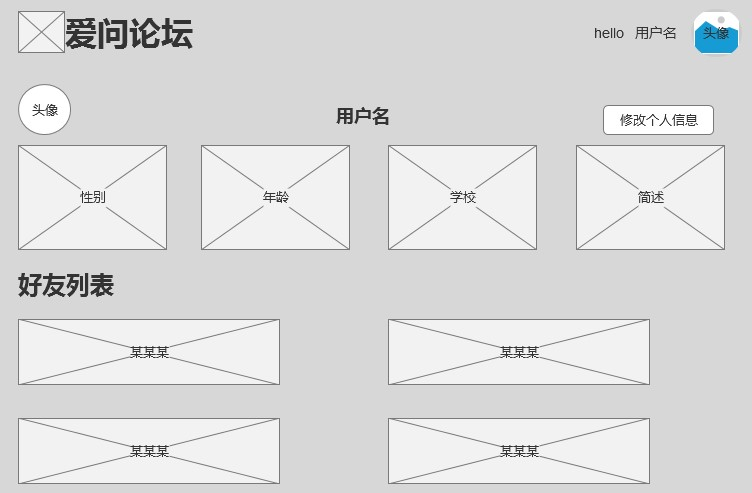 爱问论坛
hello 用户名 头像
头像
用户名
修改个人信息
性别 年龄 学校 简述
好友列表
某某某 某某某
某某某 某某某